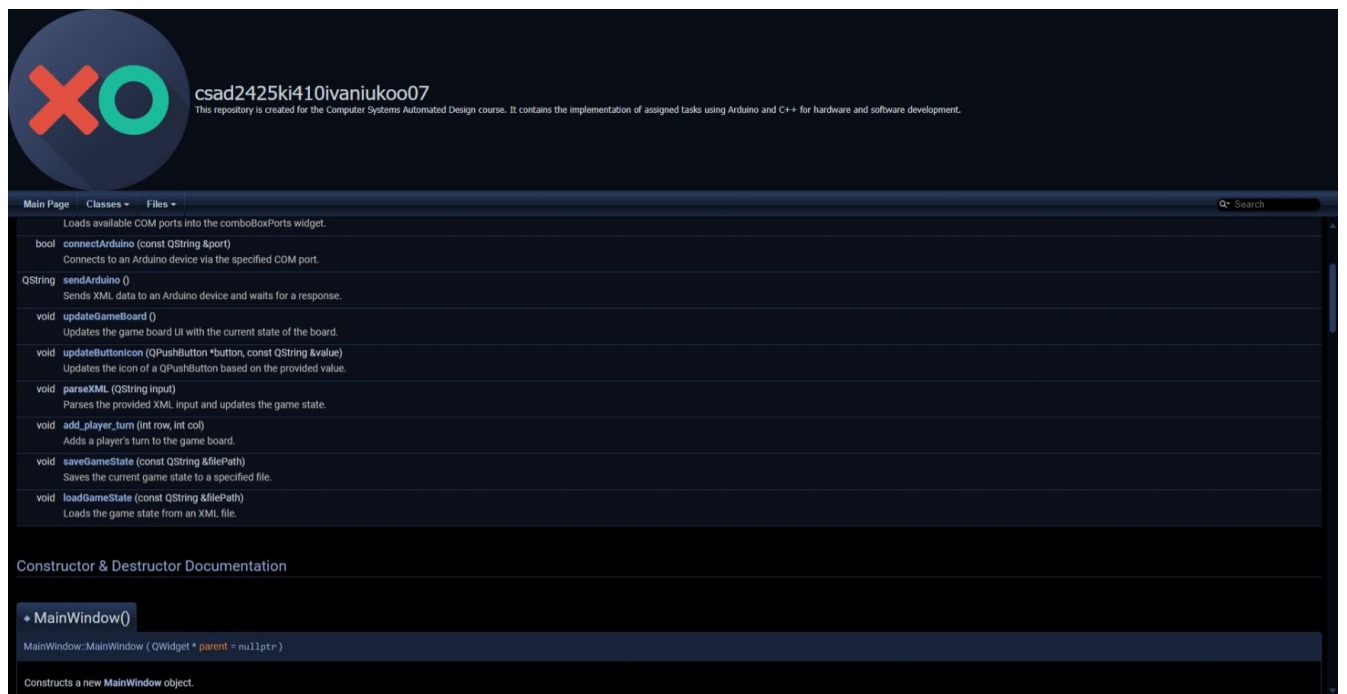 XO
csad2425ki410ivaniukoo07
This repository is created for the Computer Systems Automated Design course. It contains the implementation of assigned tasks using Arduino and C++ for hardware and software development.
Main Page Classes Files Search
Loads available COM ports into the comboBoxPorts widget.
bool connectArduino (const QString &port)
Connects to an Arduino device via the specified COM port.
QString sendArduino ()
Sends XML data to an Arduino device and waits for a response.
void updateGameBoard ()
Updates the game board UI with the current state of the board.
void updateButtonIcon (QPushButton *button, const QString &value)
Updates the icon of a QPushButton based on the provided value.
void parseXML (QString input)
Parses the provided XML input and updates the game state.
void add_player_turn (int row, int col)
Adds a player's turn to the game board.
void saveGameState (const QString &filePath)
Saves the current game state to a specified file.
void loadGameState (const QString &filePath)
Loads the game state from an XML file.
Constructor & Destructor Documentation
◆ MainWindow()
MainWindow::MainWindow ( QWidget * parent = nullptr )
Constructs a new MainWindow object.